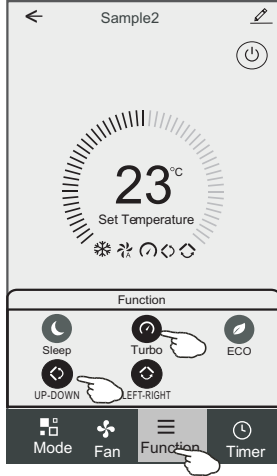 Sample2
23°C
Set Temperature
A
Function
Sleep Turbo ECO
UP-DOWN LEFT-RIGHT
Mode Fan Function Timer